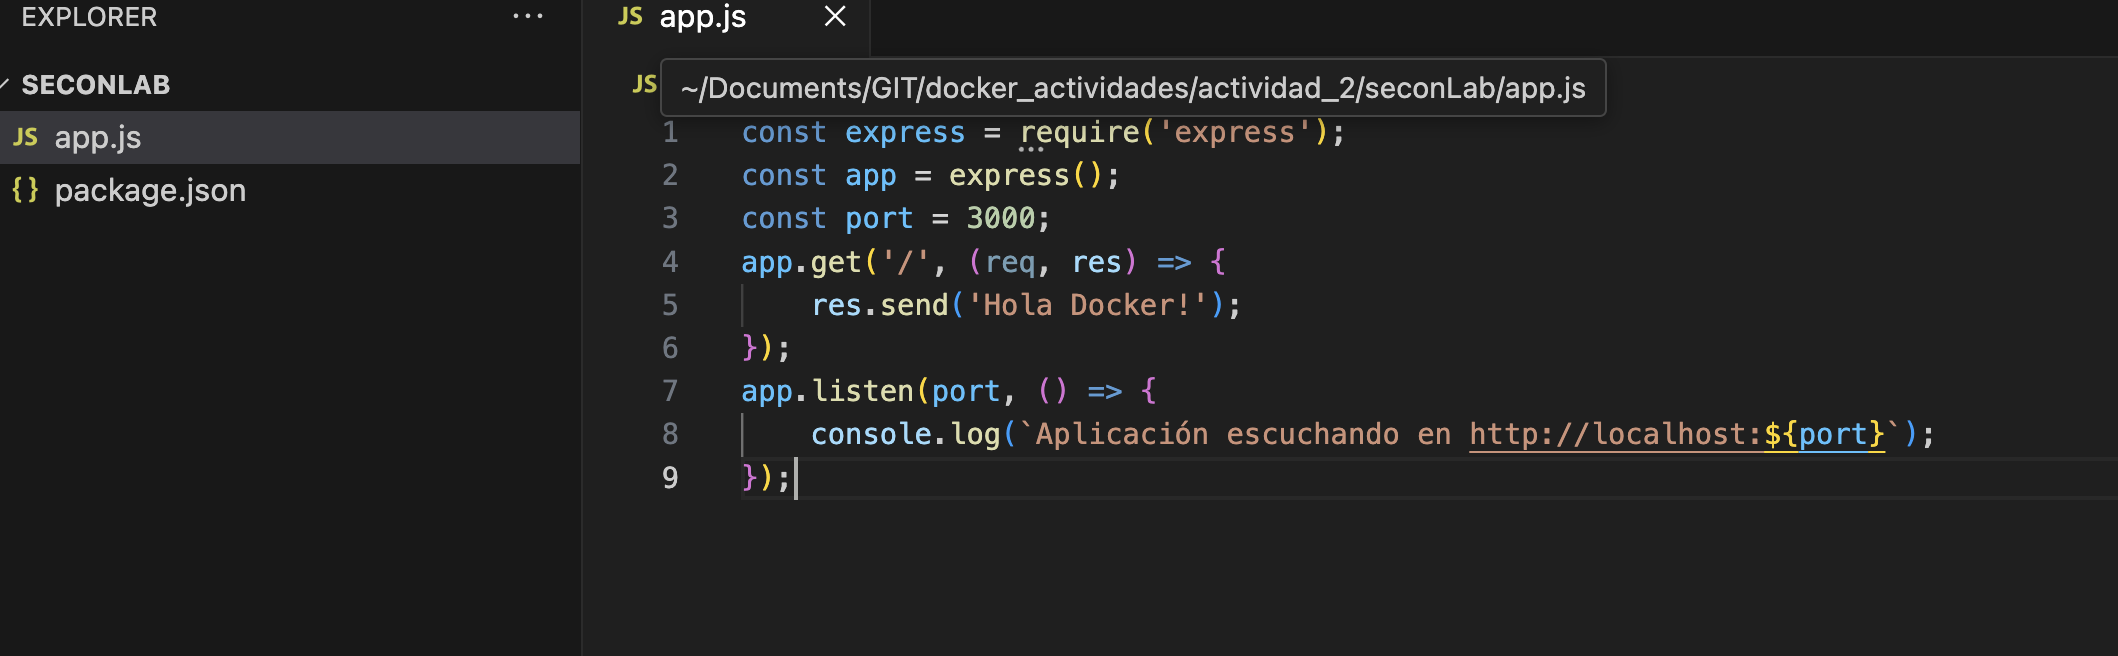 EXPLORER ...
SECONLAB
JS app.js
{} package.json
JS app.js ×
JS ~/Documents/GIT/docker_actividades/actividad_2/seconLab/app.js
1 const express = require('express');
2 const app = express();
3 const port = 3000;
4 app.get('/', (req, res) => {
5     res.send('Hola Docker!');
6 });
7 app.listen(port, () => {
8     console.log(`Aplicación escuchando en http://localhost:${port}`);
9 });